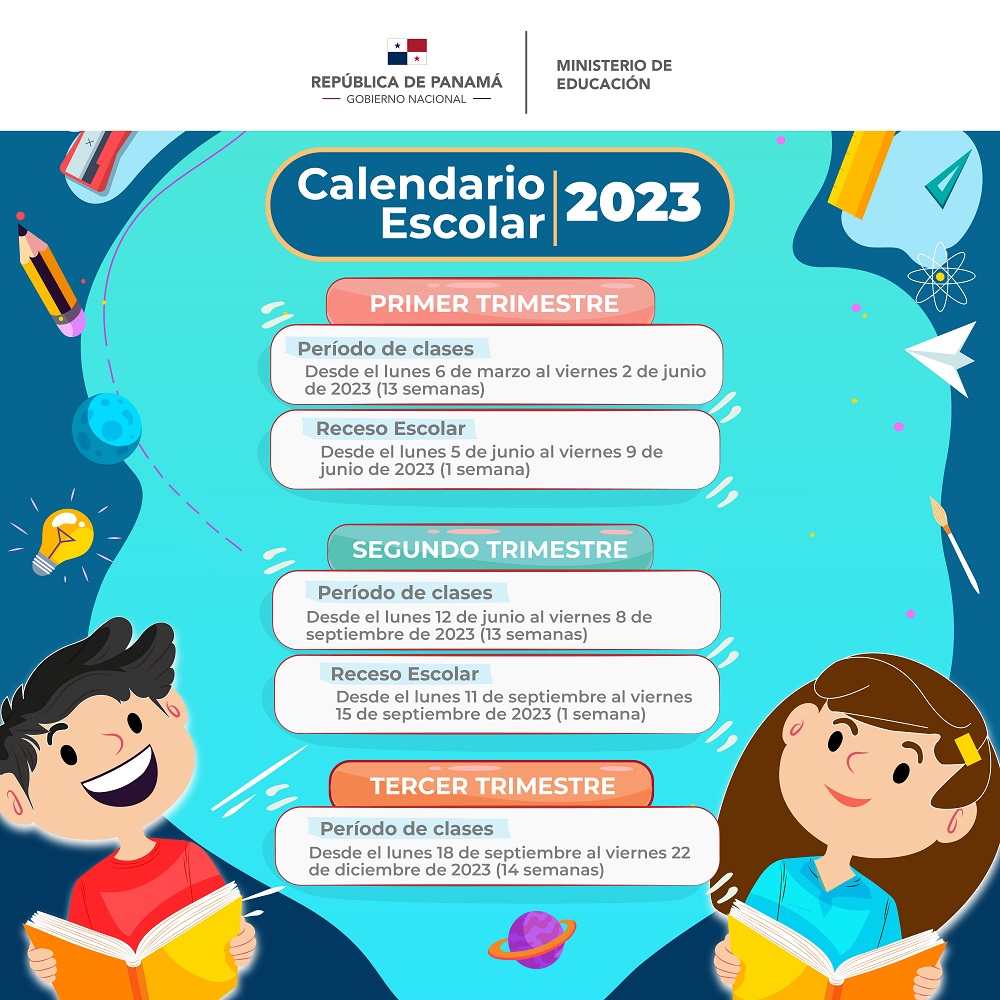 REPÚBLICA DE PANAMÁ
GOBIERNO NACIONAL
MINISTERIO DE
EDUCACIÓN
Calendario
Escolar
2023
PRIMER TRIMESTRE
Período de clases
Desde el lunes 6 de marzo al viernes 2 de junio
de 2023 (13 semanas)
Receso Escolar
Desde el lunes 5 de junio al viernes 9 de
junio de 2023 (1 semana)
SEGUNDO TRIMESTRE
Período de clases
Desde el lunes 12 de junio al viernes 8 de
septiembre de 2023 (13 semanas)
Receso Escolar
Desde el lunes 11 de septiembre al viernes
15 de septiembre de 2023 (1 semana)
TERCER TRIMESTRE
Período de clases
Desde el lunes 18 de septiembre al viernes 22
de diciembre de 2023 (14 semanas)